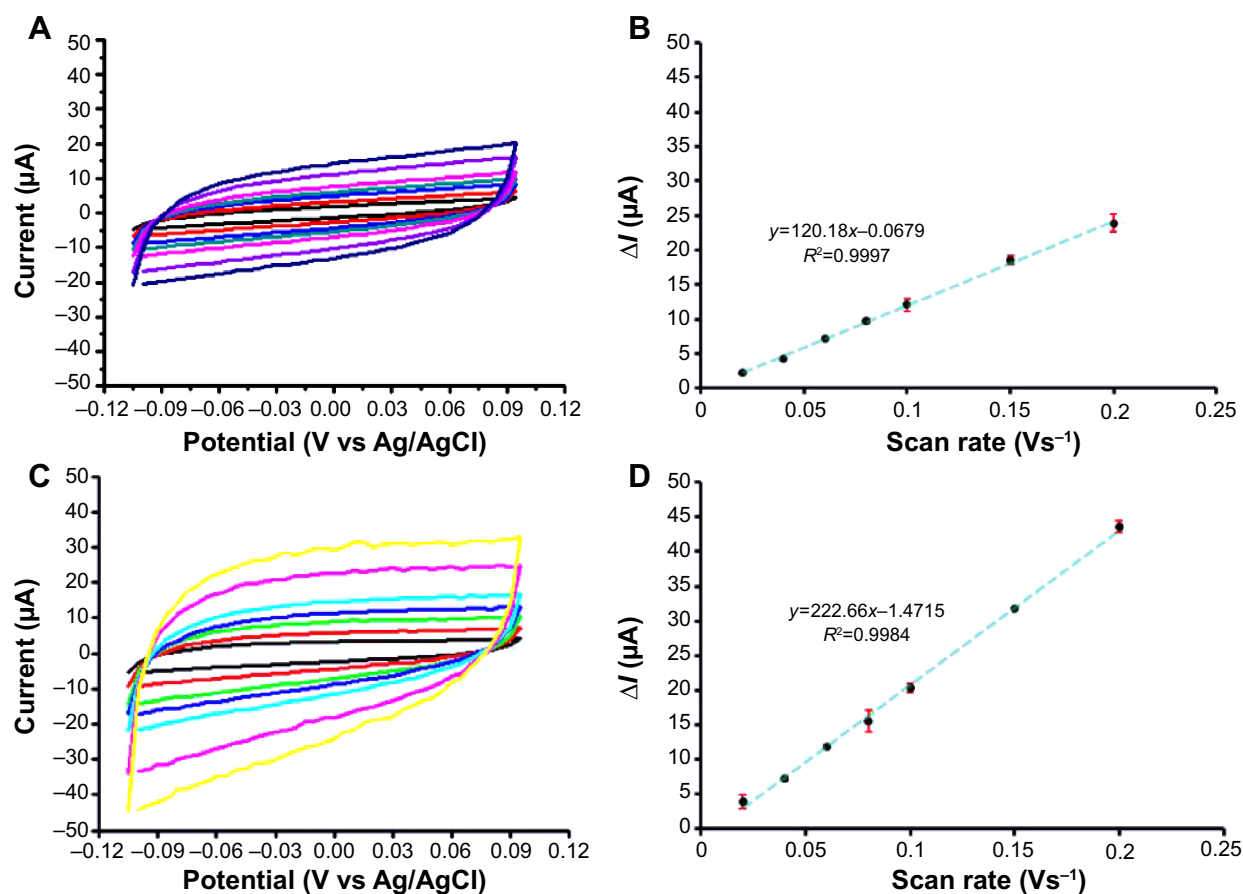 A
50
40
30
20
10
0
–10
–20
–30
–40
–50
Current (µA)
–0.12 –0.09 –0.06 –0.03 0.00 0.03 0.06 0.09 0.12
Potential (V vs Ag/AgCl)
B
50
45
40
35
30
25
20
15
10
5
0
ΔI (µA)
y=120.18x–0.0679
R²=0.9997
0 0.05 0.1 0.15 0.2 0.25
Scan rate (Vs⁻¹)
C
50
40
30
20
10
0
–10
–20
–30
–40
–50
Current (µA)
–0.12 –0.09 –0.06 –0.03 0.00 0.03 0.06 0.09 0.12
Potential (V vs Ag/AgCl)
D
50
45
40
35
30
25
20
15
10
5
0
ΔI (µA)
y=222.66x–1.4715
R²=0.9984
0 0.05 0.1 0.15 0.2 0.25
Scan rate (Vs⁻¹)